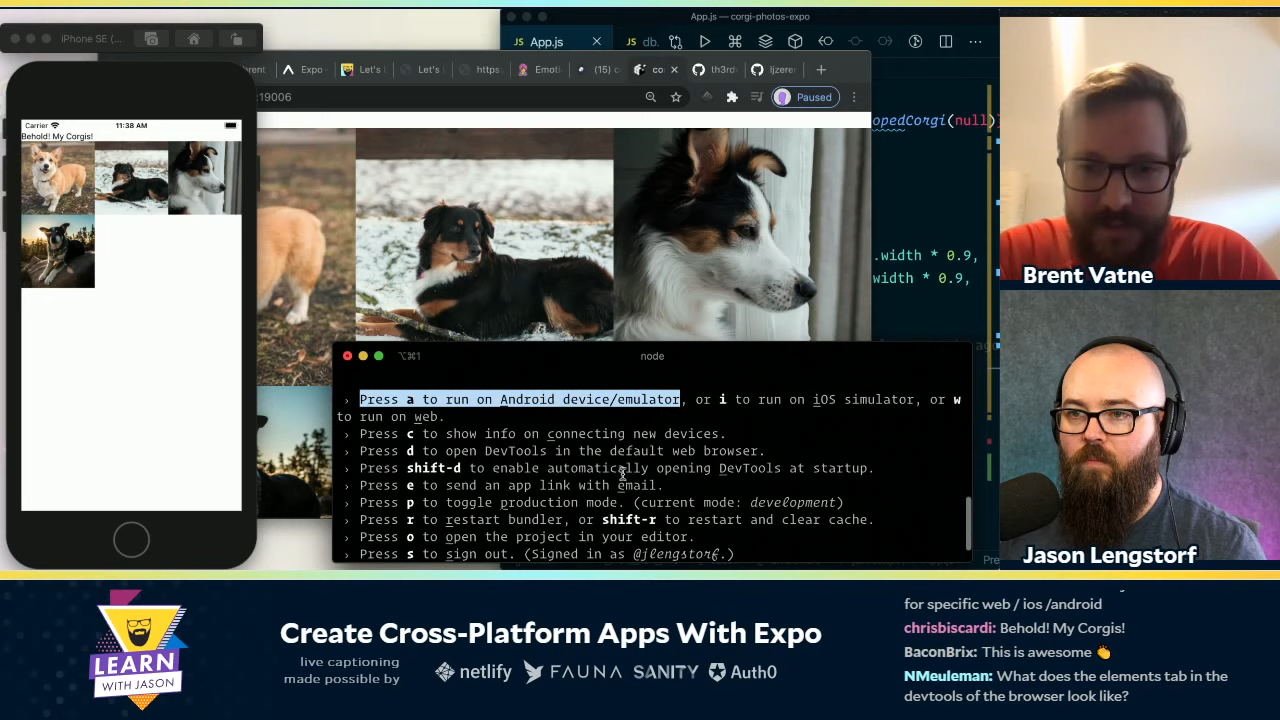 iPhone SE (...
App.js — corgi-photos-expo
JS App.js
JS db.
Expo
Let's
Let's
https:
Emoti
(15) c
co
th3rd
ljzerer
:19006
Paused
Carrier
11:38 AM
Behold! My Corgis!
opedCorgi(null)
.width * 0.9,
width * 0.9,
⌥⌘1
node
› Press a to run on Android device/emulator, or i to run on iOS simulator, or w
to run on web.
› Press c to show info on connecting new devices.
› Press d to open DevTools in the default web browser.
› Press shift-d to enable automatically opening DevTools at startup.
› Press e to send an app link with email.
› Press p to toggle production mode. (current mode: development)
› Press r to restart bundler, or shift-r to restart and clear cache.
› Press o to open the project in your editor.
› Press s to sign out. (Signed in as @jlengstorf.)
Brent Vatne
Jason Lengstorf
LEARN
WITH JASON
Create Cross-Platform Apps With Expo
live captioning
made possible by
netlify
FAUNA
SANITY
Auth0
for specific web / ios /android
chrisbiscardi: Behold! My Corgis!
BaconBrix: This is awesome 👏
NMeuleman: What does the elements tab in the
devtools of the browser look like?